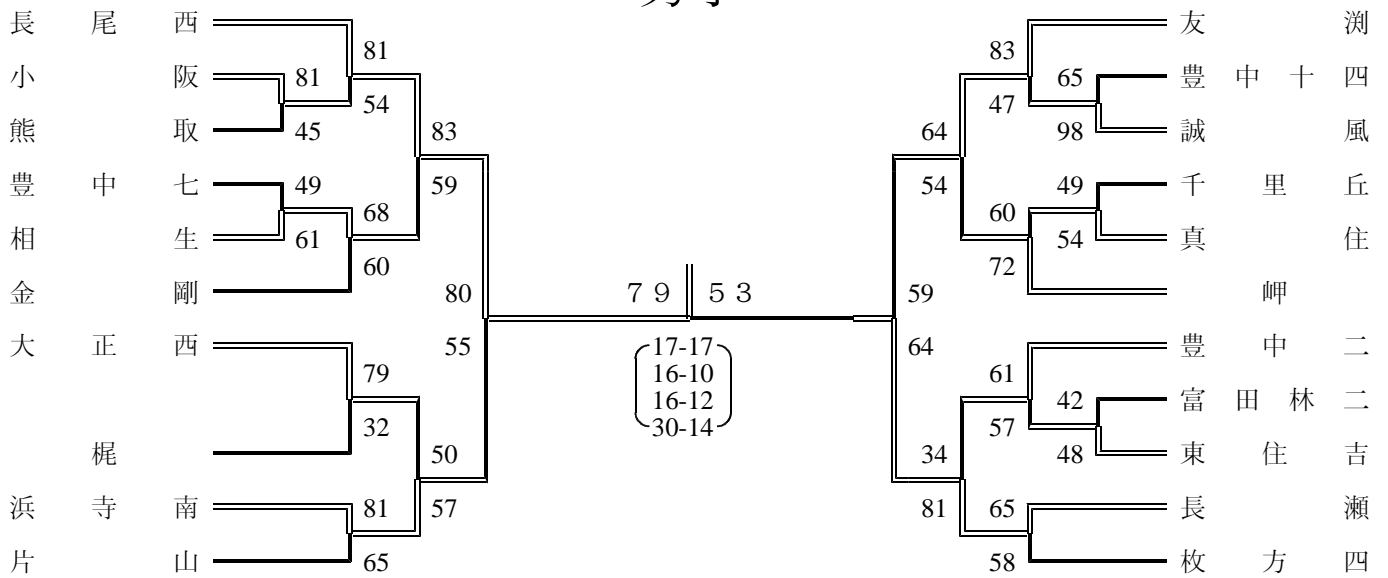 長尾西 81 83 友渕
小阪 81 65 豊中十四
54 47
熊取 45 83 64 98 誠風
豊中七 49 59 54 49 千里丘
68 60
相生 61 54 真住
60 72
金剛 80 ７９ ５３ 59 岬
大正西 55 17-17 64 豊中二
79 16-10 61
16-12 42 富田林二
32 30-14 57
梶 50 34 48 東住吉
浜寺南 81 57 81 65 長瀬
片山 65 58 枚方四